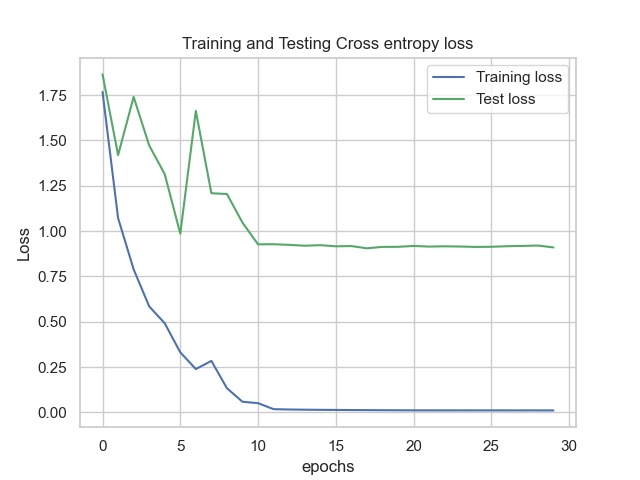 Training and Testing Cross entropy loss
Training loss
Test loss
1.75
1.50
1.25
1.00
0.75
0.50
0.25
0.00
Loss
0 5 10 15 20 25 30
epochs